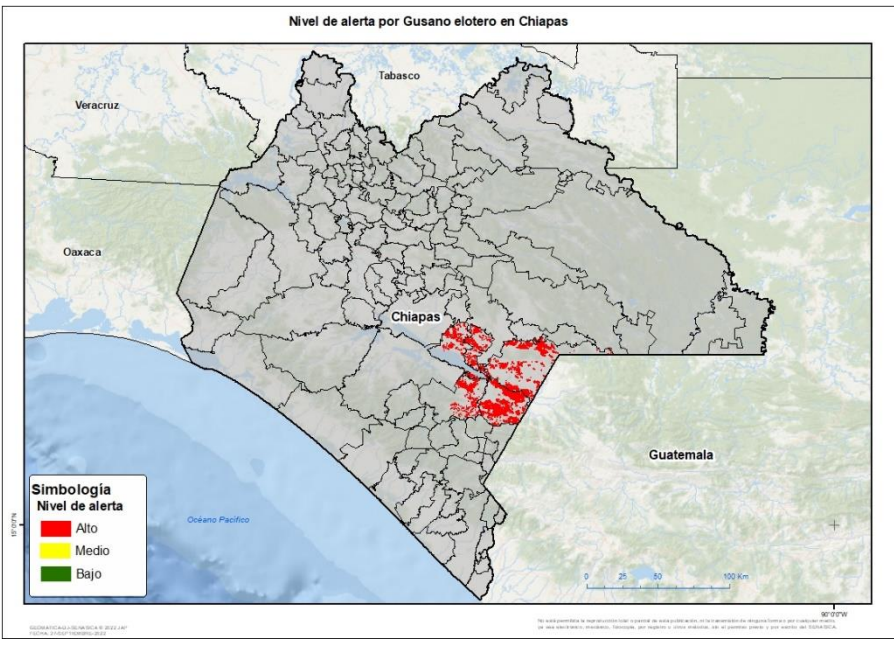 Nivel de alerta por Gusano elotero en Chiapas
Tabasco
Veracruz
Oaxaca
Chiapas
Guatemala
Océano Pacífico
Simbología
Nivel de alerta
Alto
Medio
Bajo
0 25 50 100 Km
90°0'0"W